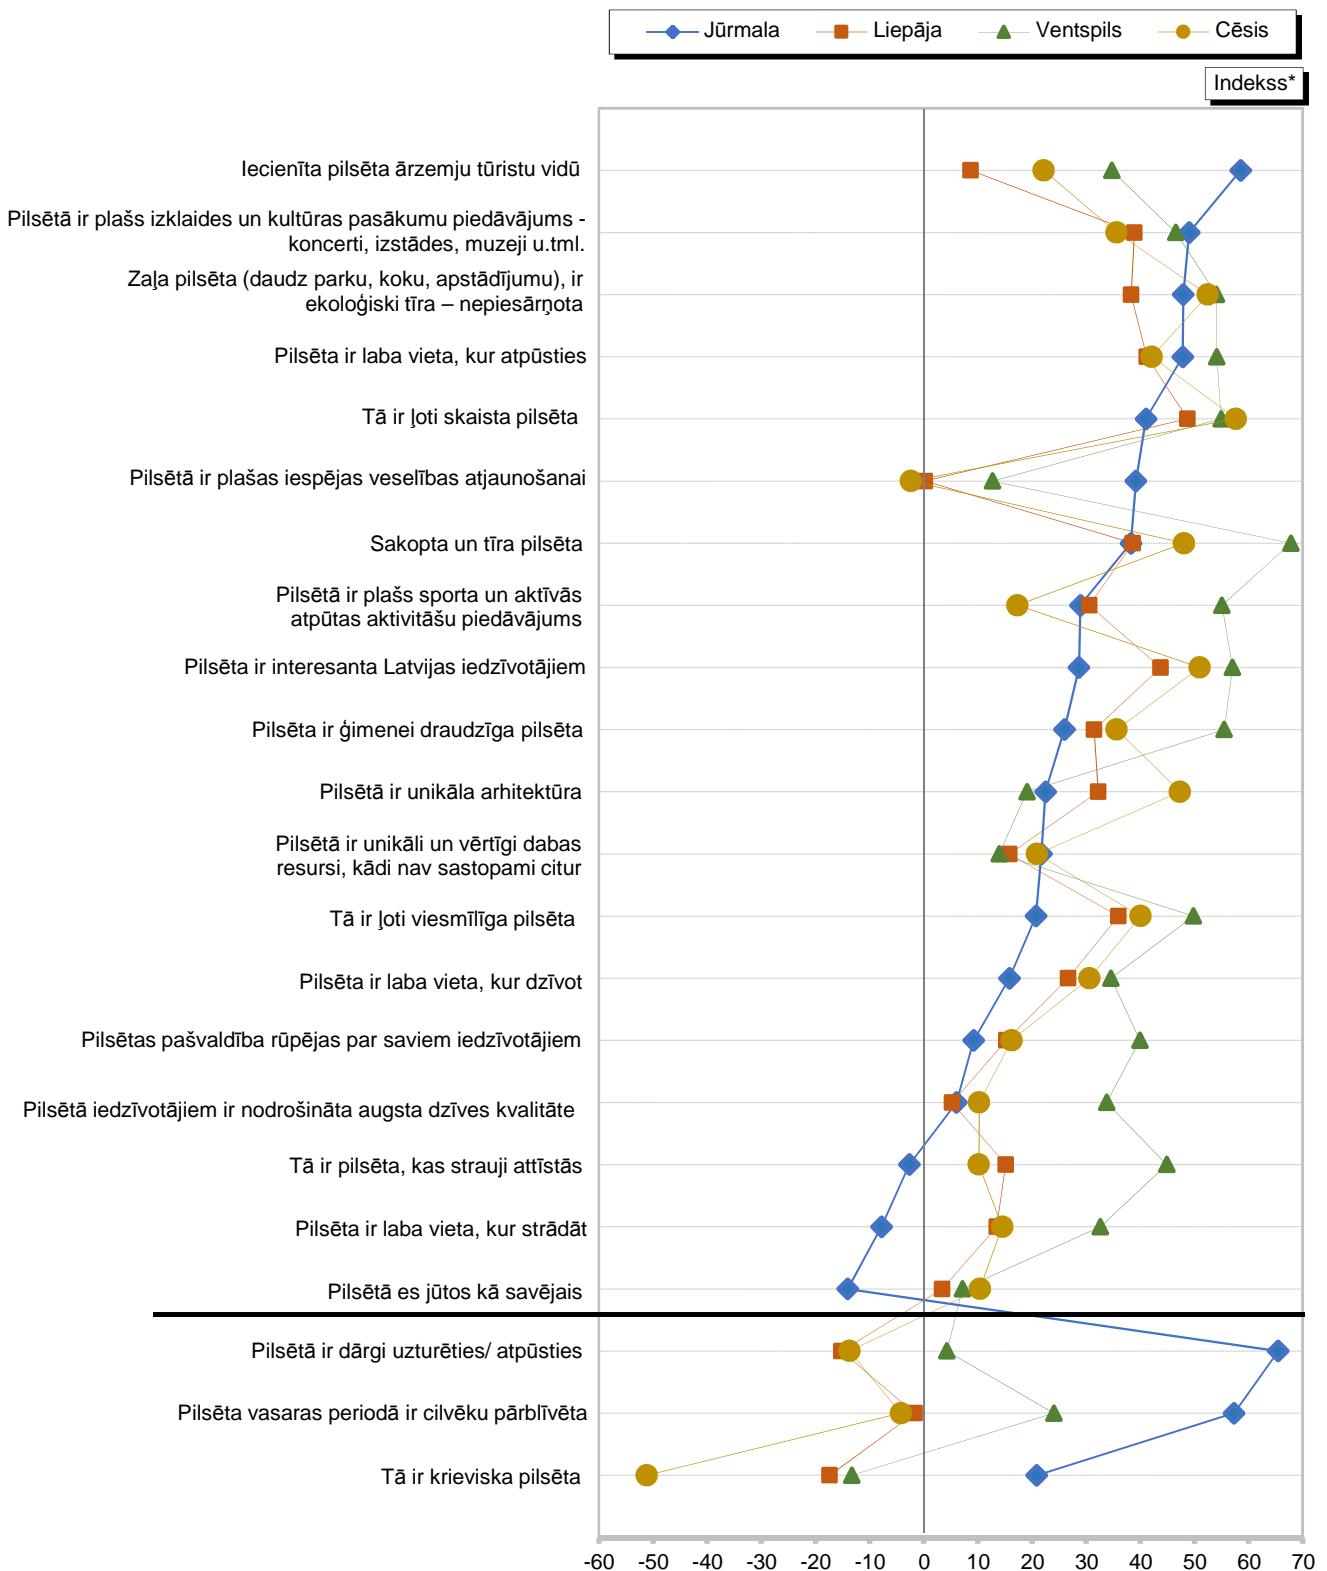 Jūrmala Liepāja Ventspils Cēsis
Indekss*
Iecienīta pilsēta ārzemju tūristu vidū
Pilsētā ir plašs izklaides un kultūras pasākumu piedāvājums -
koncerti, izstādes, muzeji u.tml.
Zaļa pilsēta (daudz parku, koku, apstādījumu), ir
ekoloģiski tīra – nepiesārņota
Pilsēta ir laba vieta, kur atpūsties
Tā ir ļoti skaista pilsēta
Pilsētā ir plašas iespējas veselības atjaunošanai
Sakopta un tīra pilsēta
Pilsētā ir plašs sporta un aktīvās
atpūtas aktivitāšu piedāvājums
Pilsēta ir interesanta Latvijas iedzīvotājiem
Pilsēta ir ģimenei draudzīga pilsēta
Pilsētā ir unikāla arhitektūra
Pilsētā ir unikāli un vērtīgi dabas
resursi, kādi nav sastopami citur
Tā ir ļoti viesmīlīga pilsēta
Pilsēta ir laba vieta, kur dzīvot
Pilsētas pašvaldība rūpējas par saviem iedzīvotājiem
Pilsētā iedzīvotājiem ir nodrošināta augsta dzīves kvalitāte
Tā ir pilsēta, kas strauji attīstās
Pilsēta ir laba vieta, kur strādāt
Pilsētā es jūtos kā savējais
Pilsētā ir dārgi uzturēties/ atpūsties
Pilsēta vasaras periodā ir cilvēku pārblīvēta
Tā ir krieviska pilsēta
-60 -50 -40 -30 -20 -10 0 10 20 30 40 50 60 70